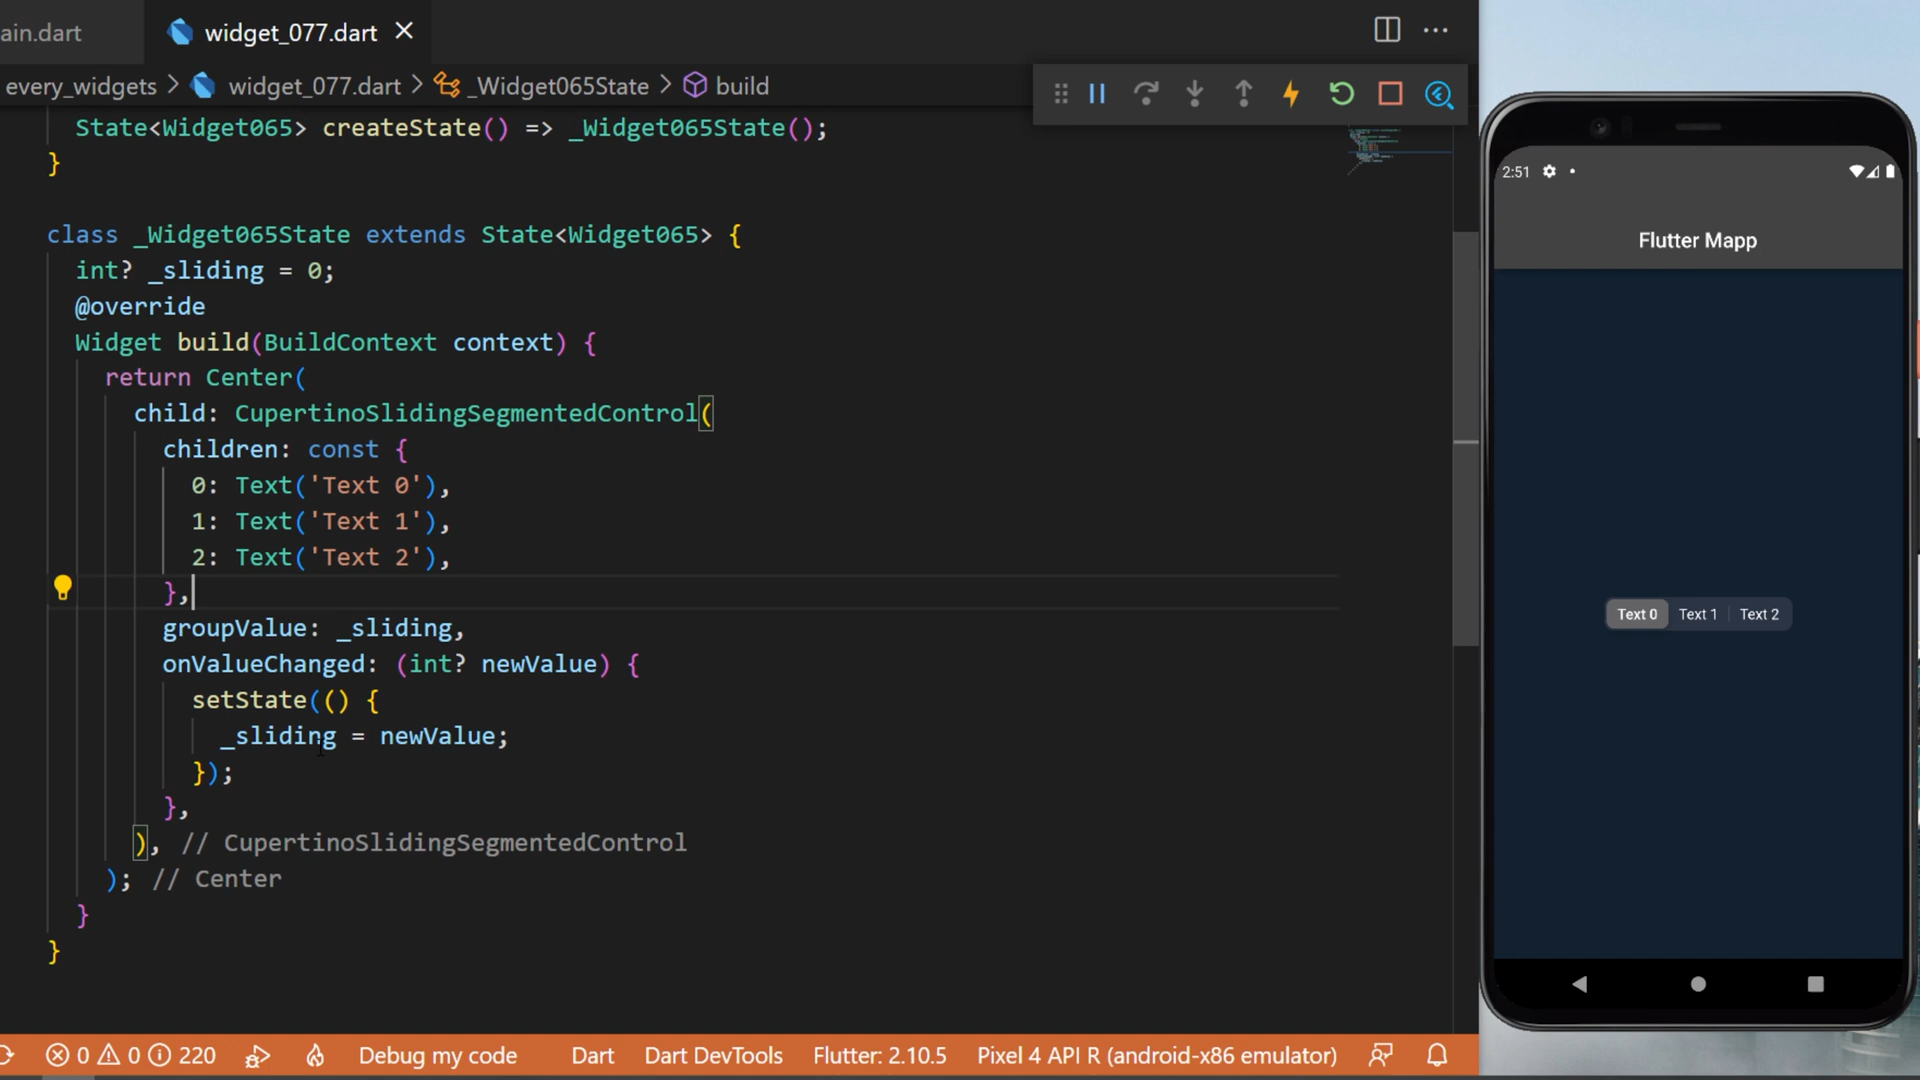 ain.dart
widget_077.dart
every_widgets > widget_077.dart > _Widget065State > build
State<Widget065> createState() => _Widget065State();
}
class _Widget065State extends State<Widget065> {
int? _sliding = 0;
@override
Widget build(BuildContext context) {
return Center(
child: CupertinoSlidingSegmentedControl(
children: const {
0: Text('Text 0'),
1: Text('Text 1'),
2: Text('Text 2'),
},
groupValue: _sliding,
onValueChanged: (int? newValue) {
setState(() {
_sliding = newValue;
});
},
), // CupertinoSlidingSegmentedControl
); // Center
}
}
0 0 220 Debug my code Dart Dart DevTools Flutter: 2.10.5 Pixel 4 API R (android-x86 emulator)
2:51
Flutter Mapp
Text 0 Text 1 Text 2